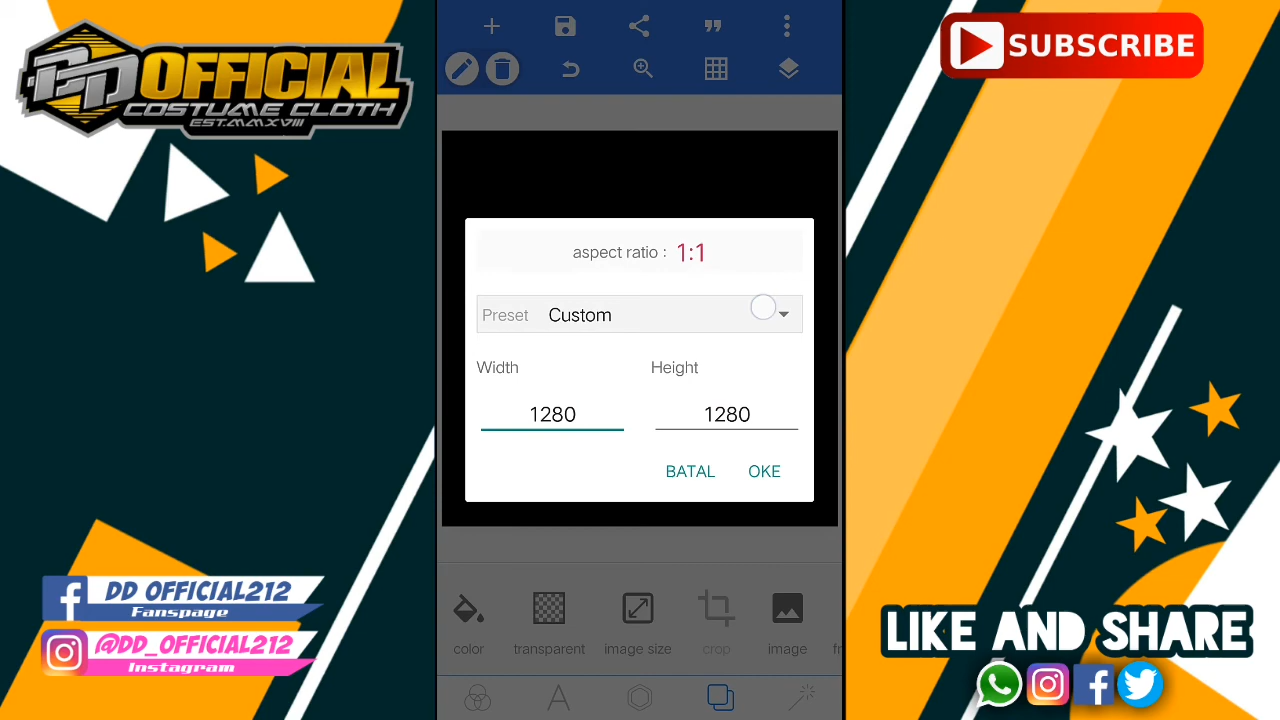 DD OFFICIAL
COSTUME CLOTH
EST.MMXVIII
SUBSCRIBE
aspect ratio : 1:1
Preset Custom
Width Height
1280 1280
BATAL OKE
color transparent image size crop image fr
A
DD OFFICIAL212
Fanspage
@DD_OFFICIAL212
Instagram
LIKE AND SHARE